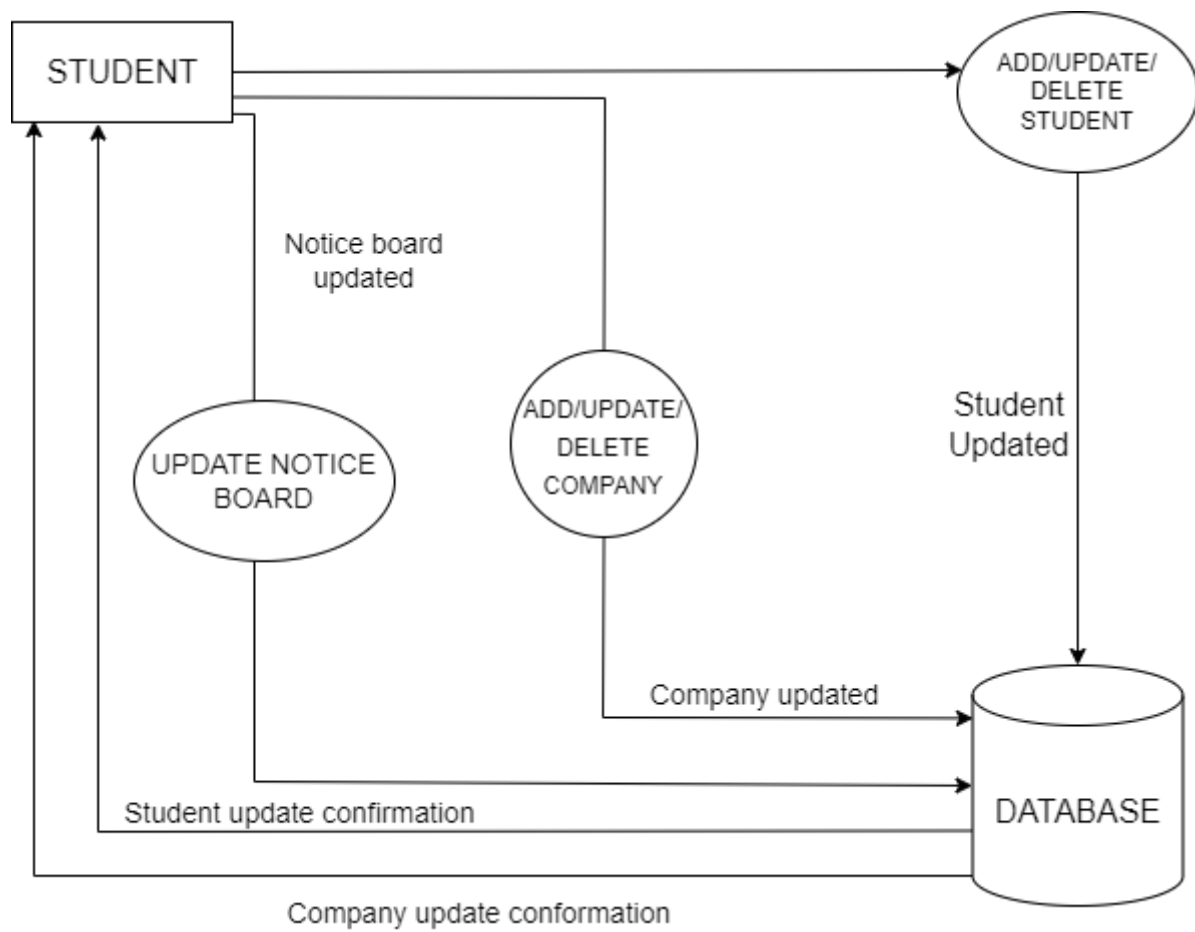 STUDENT
ADD/UPDATE/
DELETE
STUDENT
Notice board
updated
ADD/UPDATE/
DELETE
COMPANY
Student
Updated
UPDATE NOTICE
BOARD
Company updated
Student update confirmation
DATABASE
Company update conformation